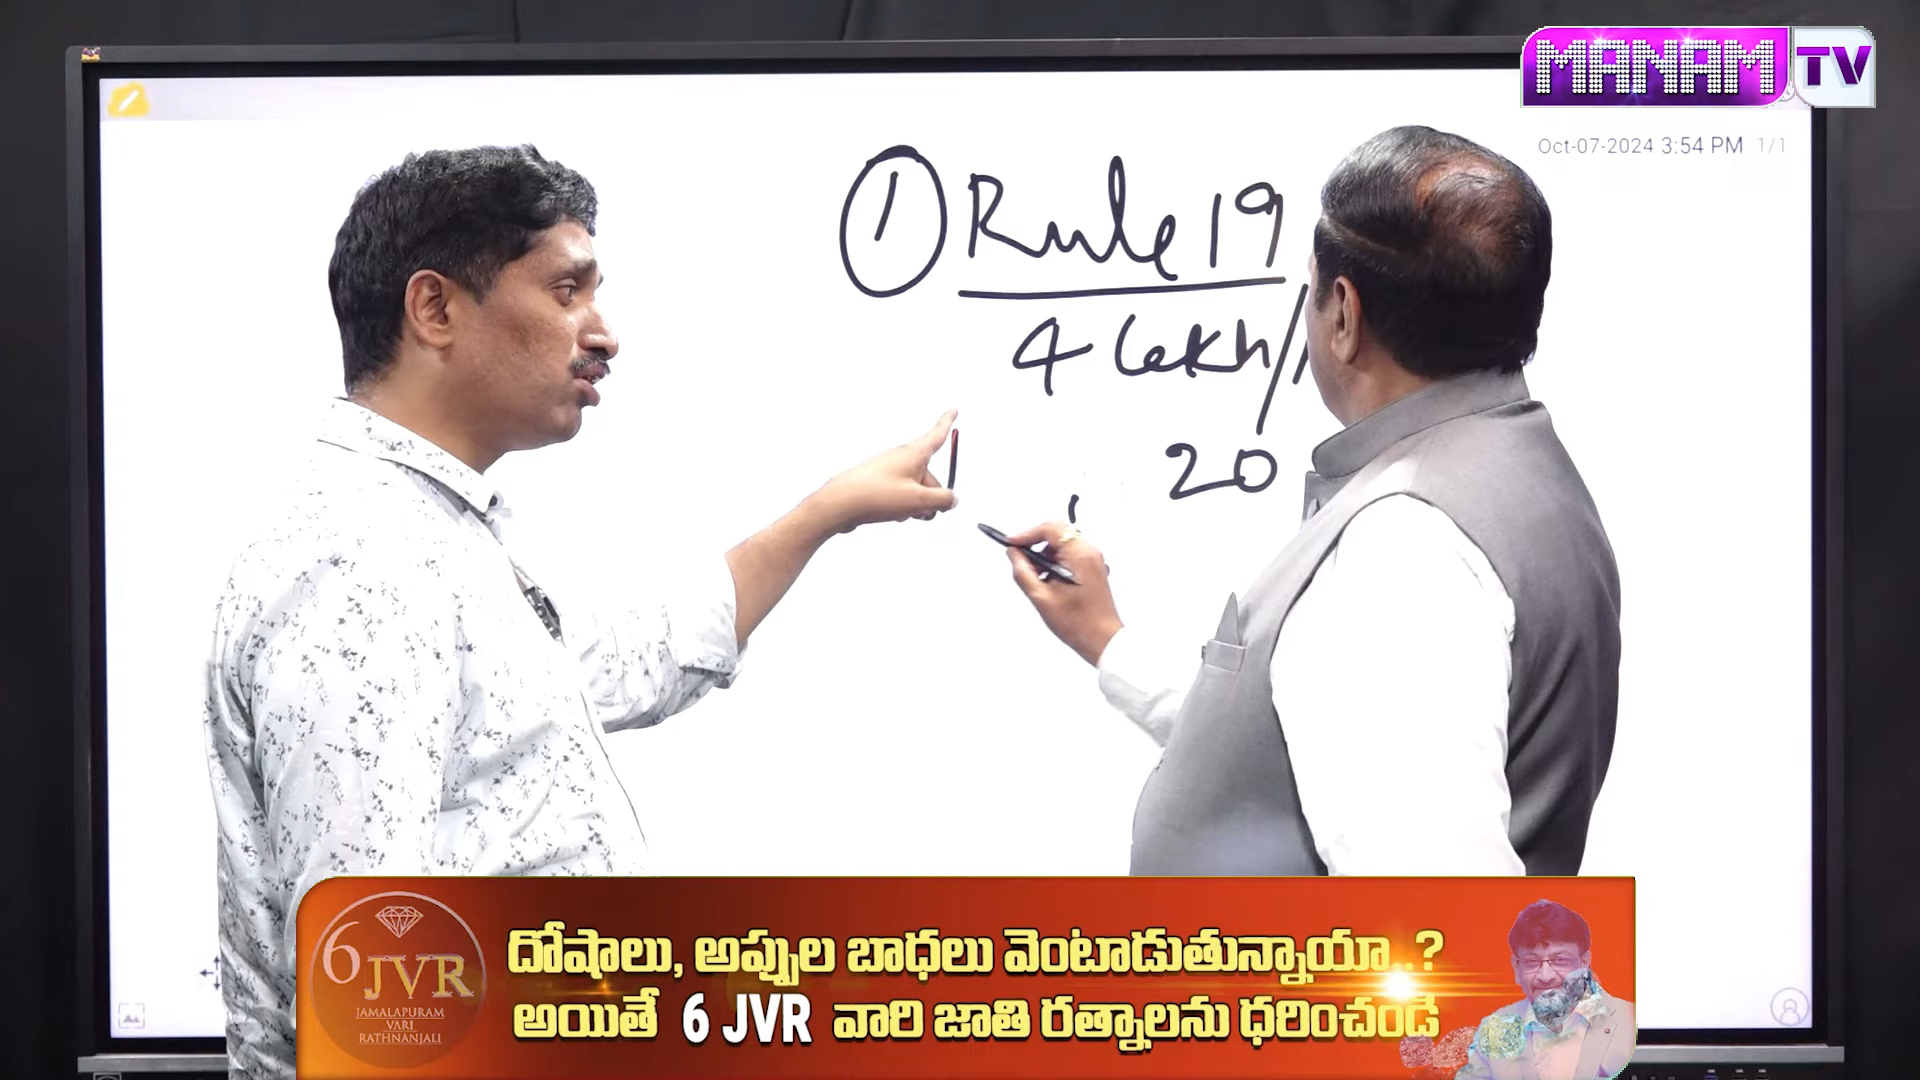 MANAM TV
Oct-07-2024 3:54 PM 1/1
1 Rule 19
4 Lakh/
20
6
JVR
JAMALAPURAM
VARI
RATHNANJALI
దోషాలు, అప్పుల బాధలు వెంటాడుతున్నాయా..?
అయితే 6 JVR వారి జాతి రత్నాలను ధరించండి